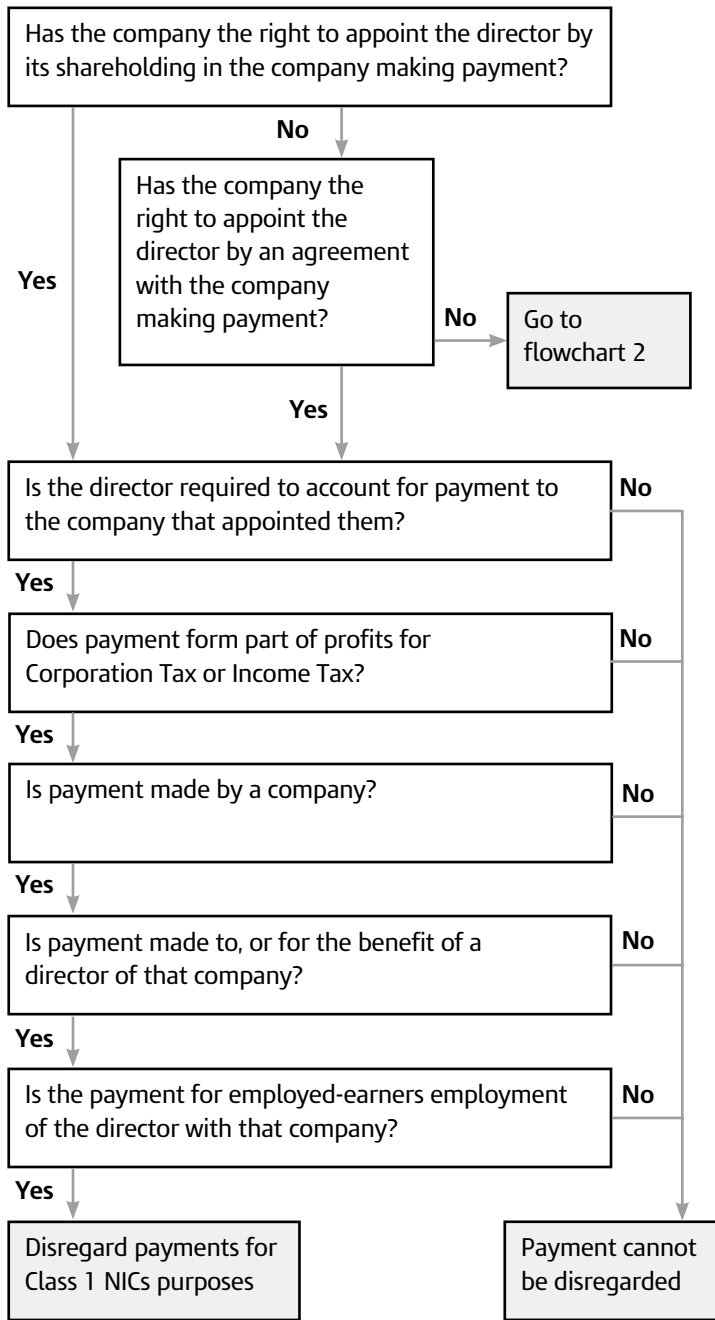 Has the company the right to appoint the director by
its shareholding in the company making payment?
No
Has the company the
right to appoint the
director by an agreement
with the company
making payment?
Yes
No
Go to
flowchart 2
Yes
Is the director required to account for payment to
the company that appointed them?
No
Yes
Does payment form part of profits for
Corporation Tax or Income Tax?
No
Yes
Is payment made by a company?
No
Yes
Is payment made to, or for the benefit of a
director of that company?
No
Yes
Is the payment for employed-earners employment
of the director with that company?
No
Yes
Disregard payments for
Class 1 NICs purposes
Payment cannot
be disregarded